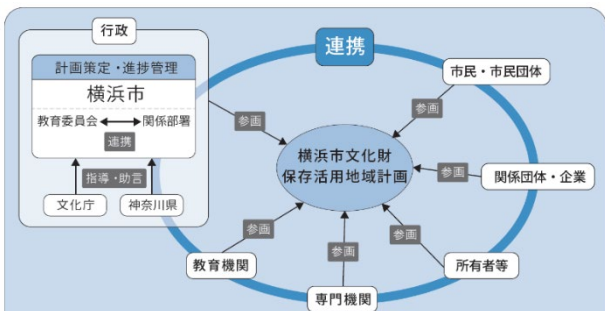 行政
計画策定・進捗管理
横浜市
教育委員会
関係部署
連携
指導・助言
文化庁
神奈川県
連携
市民・市民団体
参画
参画
横浜市文化財
保存活用地域計画
参画
関係団体・企業
参画
参画
参画
教育機関
専門機関
所有者等